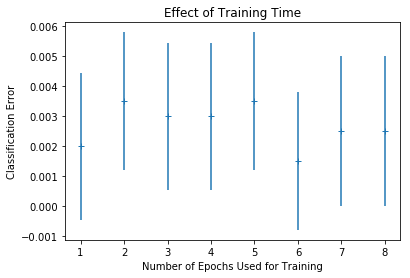 Effect of Training Time
Classification Error
0.006
0.005
0.004
0.003
0.002
0.001
0.000
−0.001
1 2 3 4 5 6 7 8
Number of Epochs Used for Training